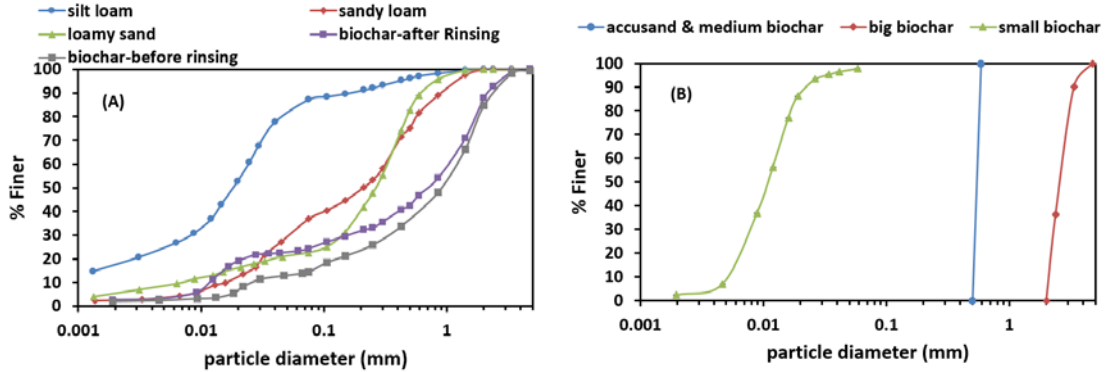 silt loam sandy loam
loamy sand biochar-after Rinsing
biochar-before rinsing
(A)
% Finer
100
90
80
70
60
50
40
30
20
10
0
0.001 0.01 0.1 1
particle diameter (mm)
accusand & medium biochar big biochar small biochar
(B)
% Finer
100
90
80
70
60
50
40
30
20
10
0
0.001 0.01 0.1 1
particle diameter (mm)